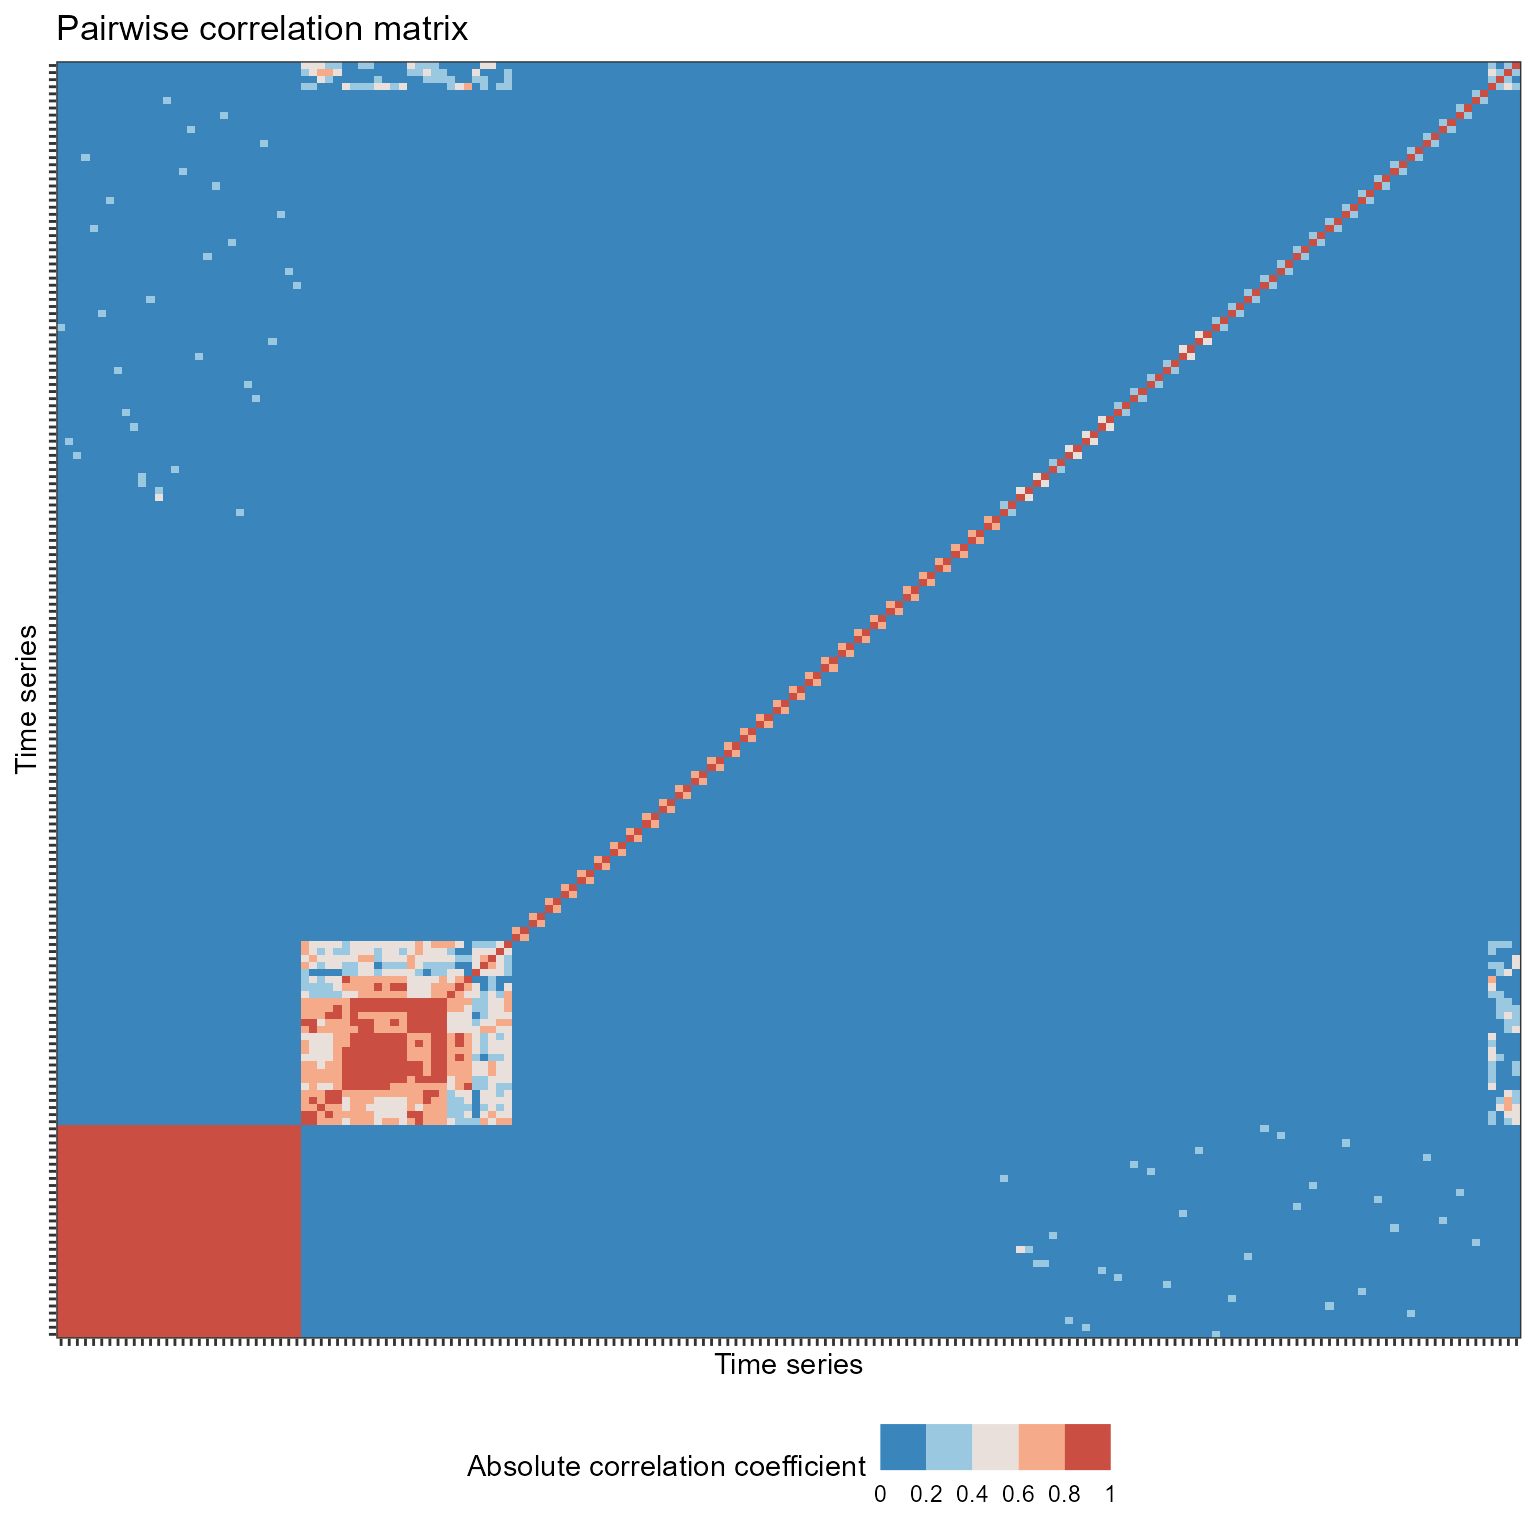 Pairwise correlation matrix
Time series
Time series
Absolute correlation coefficient
0 0.2 0.4 0.6 0.8 1